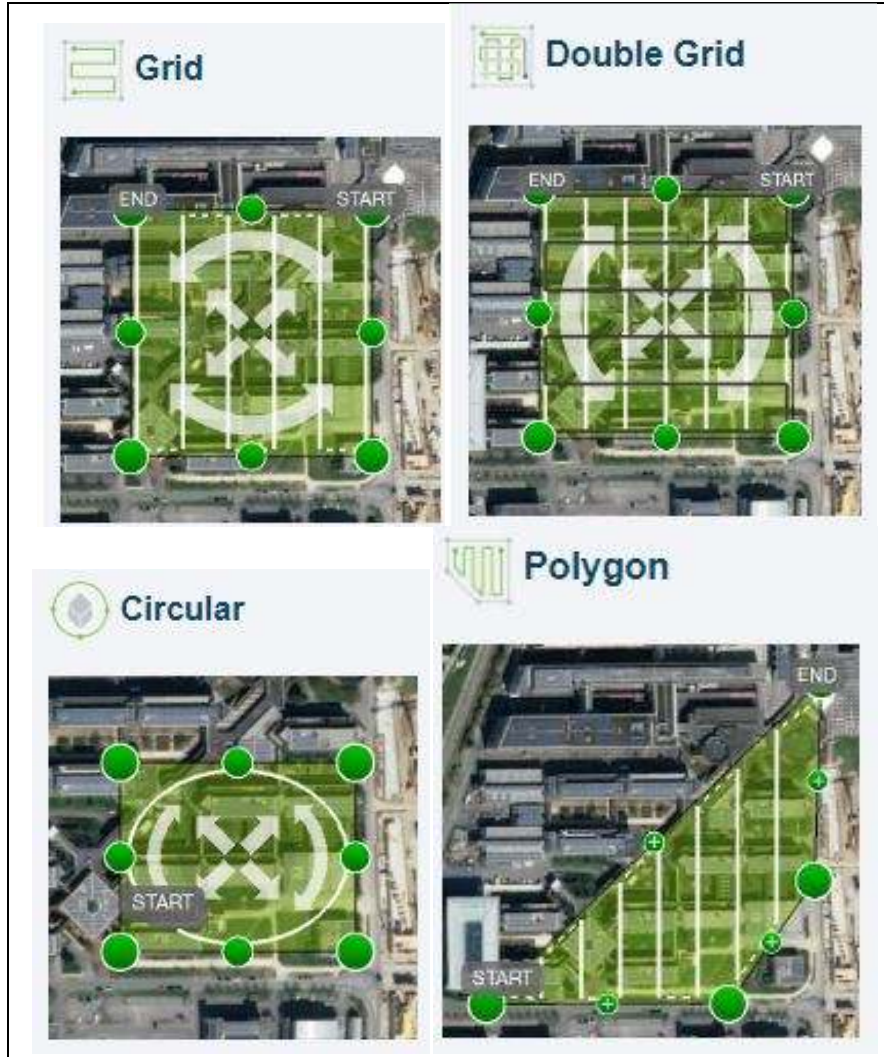 Grid
END
START
Double Grid
END
START
Circular
START
Polygon
END
START